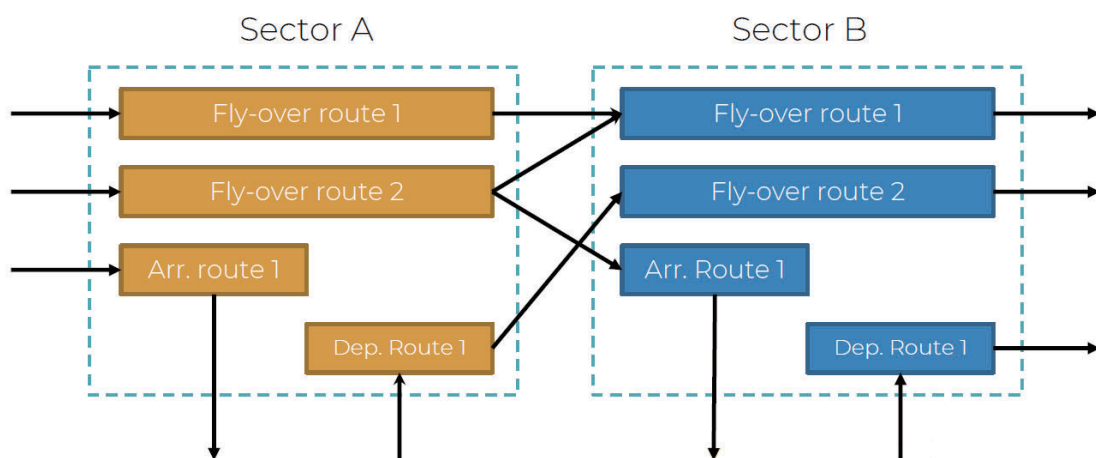 Sector A
Sector B
Fly-over route 1
Fly-over route 1
Fly-over route 2
Fly-over route 2
Arr. route 1
Arr. Route 1
Dep. Route 1
Dep. Route 1